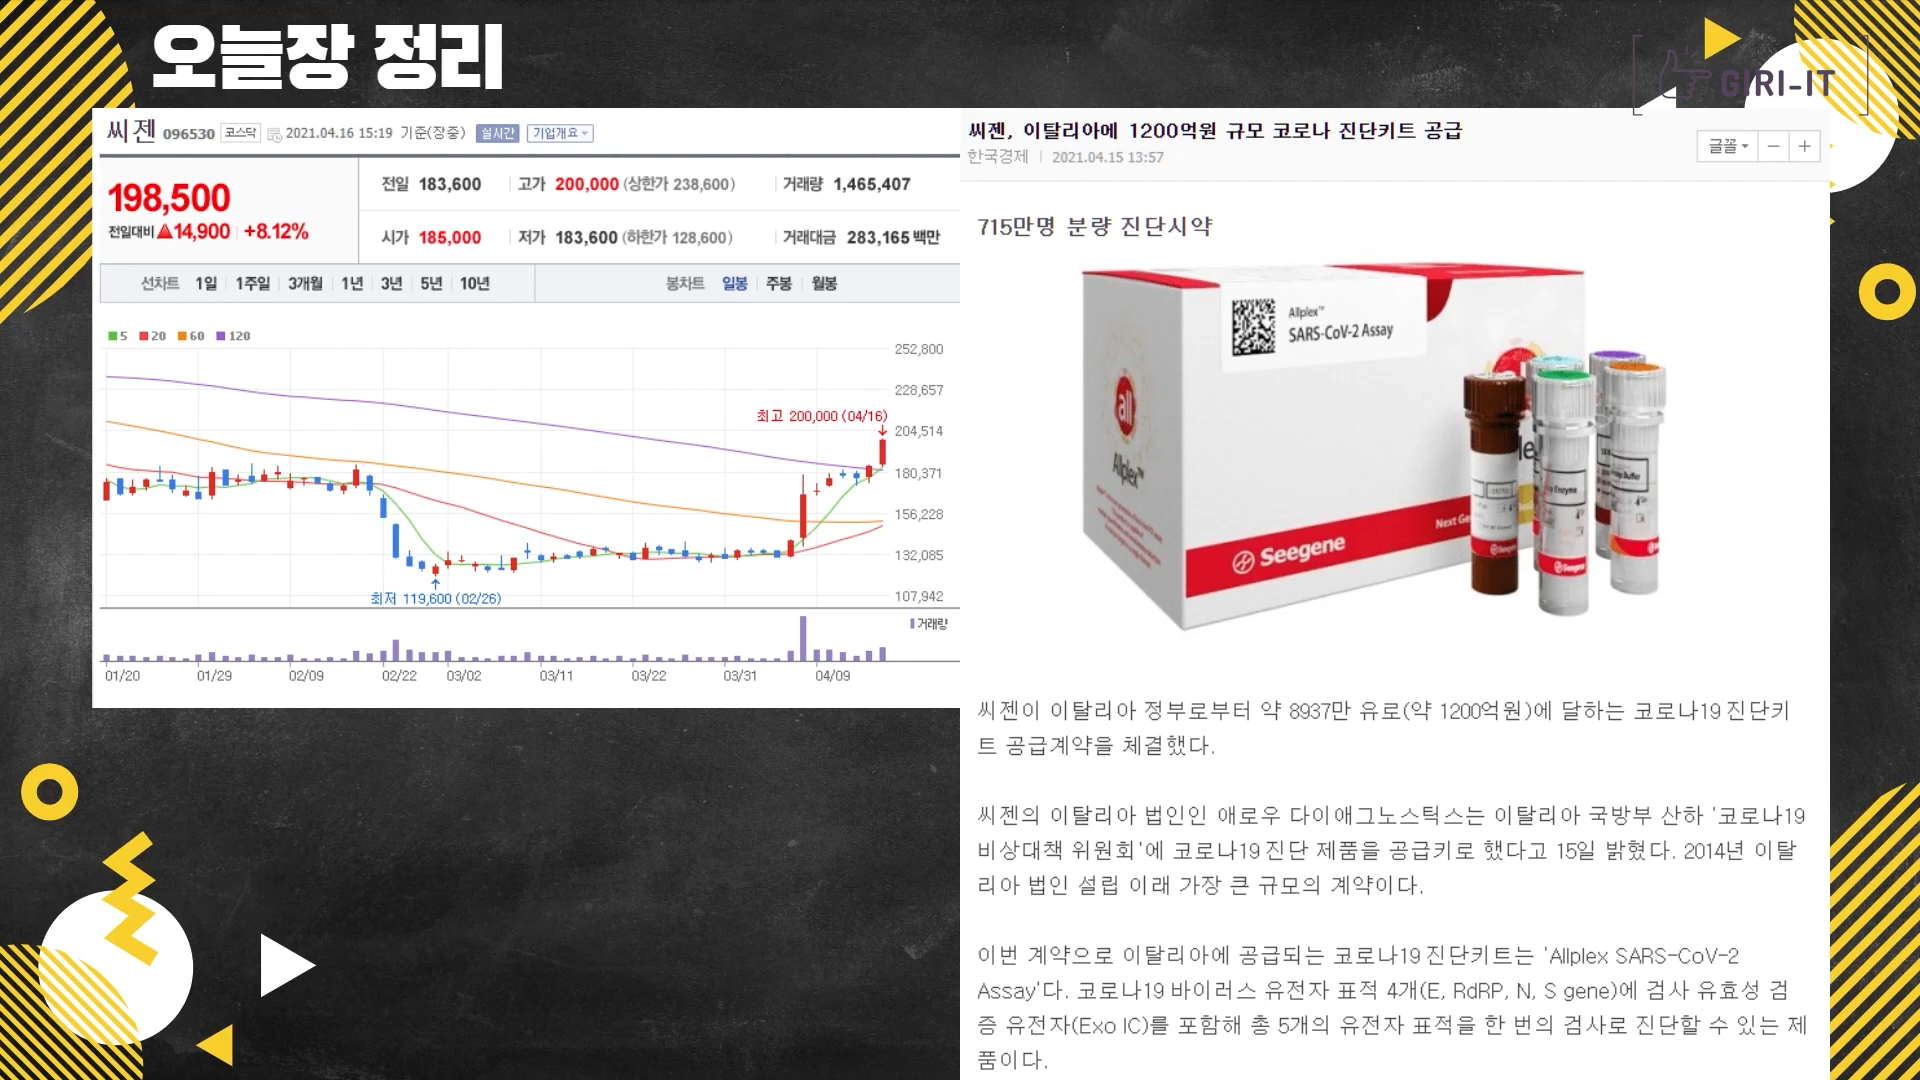 오늘장 정리
GIRI-IT
씨젠 096530 코스닥 2021.04.16 15:19 기준(장중) 실시간 기업개요
198,500
전일대비 ▲14,900 +8.12%
전일 183,600 고가 200,000 (상한가 238,600) 거래량 1,465,407
시가 185,000 저가 183,600 (하한가 128,600) 거래대금 283,165 백만
선차트 1일 1주일 3개월 1년 3년 5년 10년 봉차트 일봉 주봉 월봉
5 20 60 120
252,800
228,657
최고 200,000 (04/16)
204,514
180,371
156,228
132,085
최저 119,600 (02/26)
107,942
거래량
01/20 01/29 02/09 02/22 03/02 03/11 03/22 03/31 04/09
씨젠, 이탈리아에 1200억원 규모 코로나 진단키트 공급
한국경제 2021.04.15 13:57
글꼴 - +
715만명 분량 진단시약
Allplex™
SARS-CoV-2 Assay
all
Allplex™
Seegene
씨젠이 이탈리아 정부로부터 약 8937만 유로(약 1200억원)에 달하는 코로나19 진단키
트 공급계약을 체결했다.
씨젠의 이탈리아 법인인 애로우 다이애그노스틱스는 이탈리아 국방부 산하 '코로나19
비상대책 위원회'에 코로나19 진단 제품을 공급키로 했다고 15일 밝혔다. 2014년 이탈
리아 법인 설립 이래 가장 큰 규모의 계약이다.
이번 계약으로 이탈리아에 공급되는 코로나19 진단키트는 'Allplex SARS-CoV-2
Assay'다. 코로나19 바이러스 유전자 표적 4개(E, RdRP, N, S gene)에 검사 유효성 검
증 유전자(Exo IC)를 포함해 총 5개의 유전자 표적을 한 번의 검사로 진단할 수 있는 제
품이다.